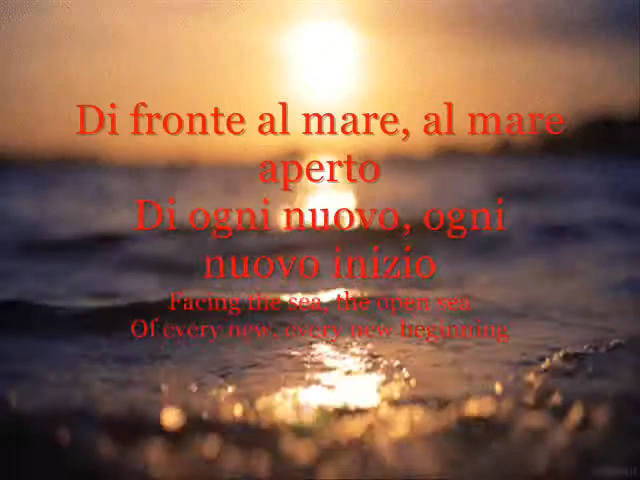 Di fronte al mare, al mare
aperto
Di ogni nuovo, ogni
nuovo inizio
Facing the sea, the open sea
Of every new, every new beginning